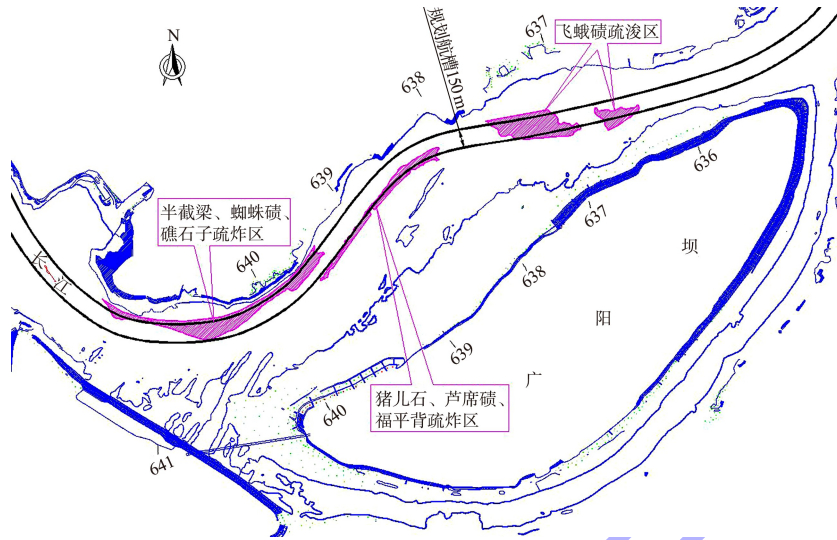 N
637
飞蛾碛疏浚区
规划航槽150 m
638
636
639
637
半截梁、蜘蛛碛、
礁石子疏炸区
坝
640
638
长江
阳
639
广
猪儿石、芦席碛、
福平背疏炸区
640
641